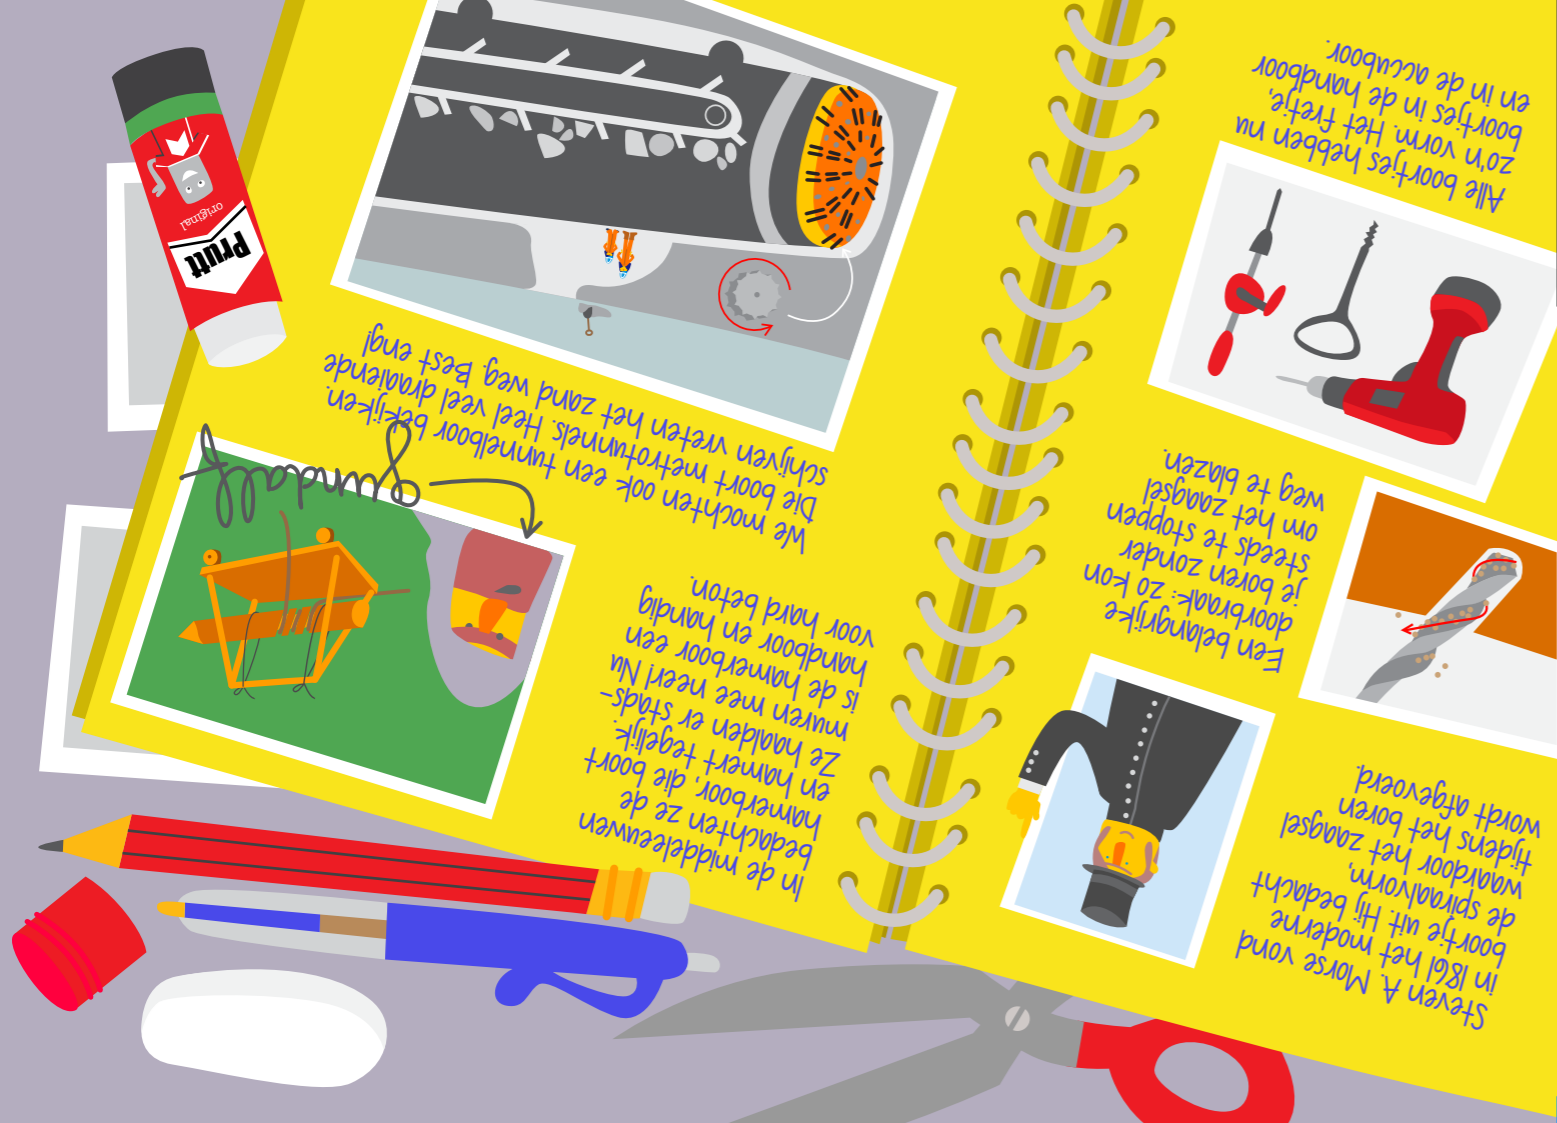 Steven A. Morse vond
in 1861 het moderne
boortje uit. Hij bedacht
de spiraalvorm,
waardoor het zaagsel
tijdens het boren
wordt afgevoerd.
Een belangrijke
doorbraak: zo kon
je boren zonder
steeds te stoppen
om het zaagsel
weg te blazen.
Alle boortjes hebben nu
zo'n vorm. Het fretje,
boortjes in de handboor
en in de accuboor.
In de middeleeuwen
bedachten ze de
hamerboor, die boort
en hamert tegelijk.
Ze haalden er stads-
muren mee neer! Nu
is de hamerboor een
handboor en handig
voor hard beton.
We mochten ook een tunnelboor bekijken.
Die boort metrotunnels. Heel veel draaiende
schijven vreten het zand weg. Best eng!
Prutt
original